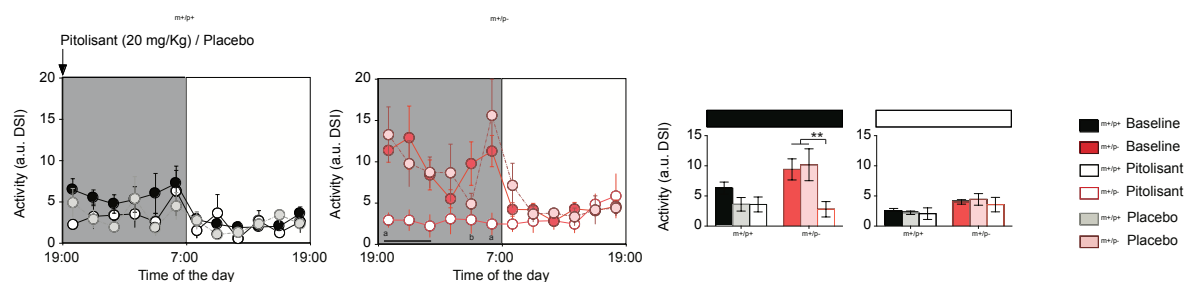 m+/p+
m+/p-
Pitolisant (20 mg/Kg) / Placebo
Activity (a.u. DSI)
20
15
10
5
0
19:00
7:00
19:00
Time of the day
Activity (a.u. DSI)
20
15
10
5
0
a
b
a
19:00
7:00
19:00
Time of the day
Activity (a.u. DSI)
15
10
5
0
**
m+/p+
m+/p-
15
10
5
0
m+/p+
m+/p-
m+/p+ Baseline
m+/p- Baseline
m+/p+ Pitolisant
m+/p- Pitolisant
m+/p+ Placebo
m+/p- Placebo